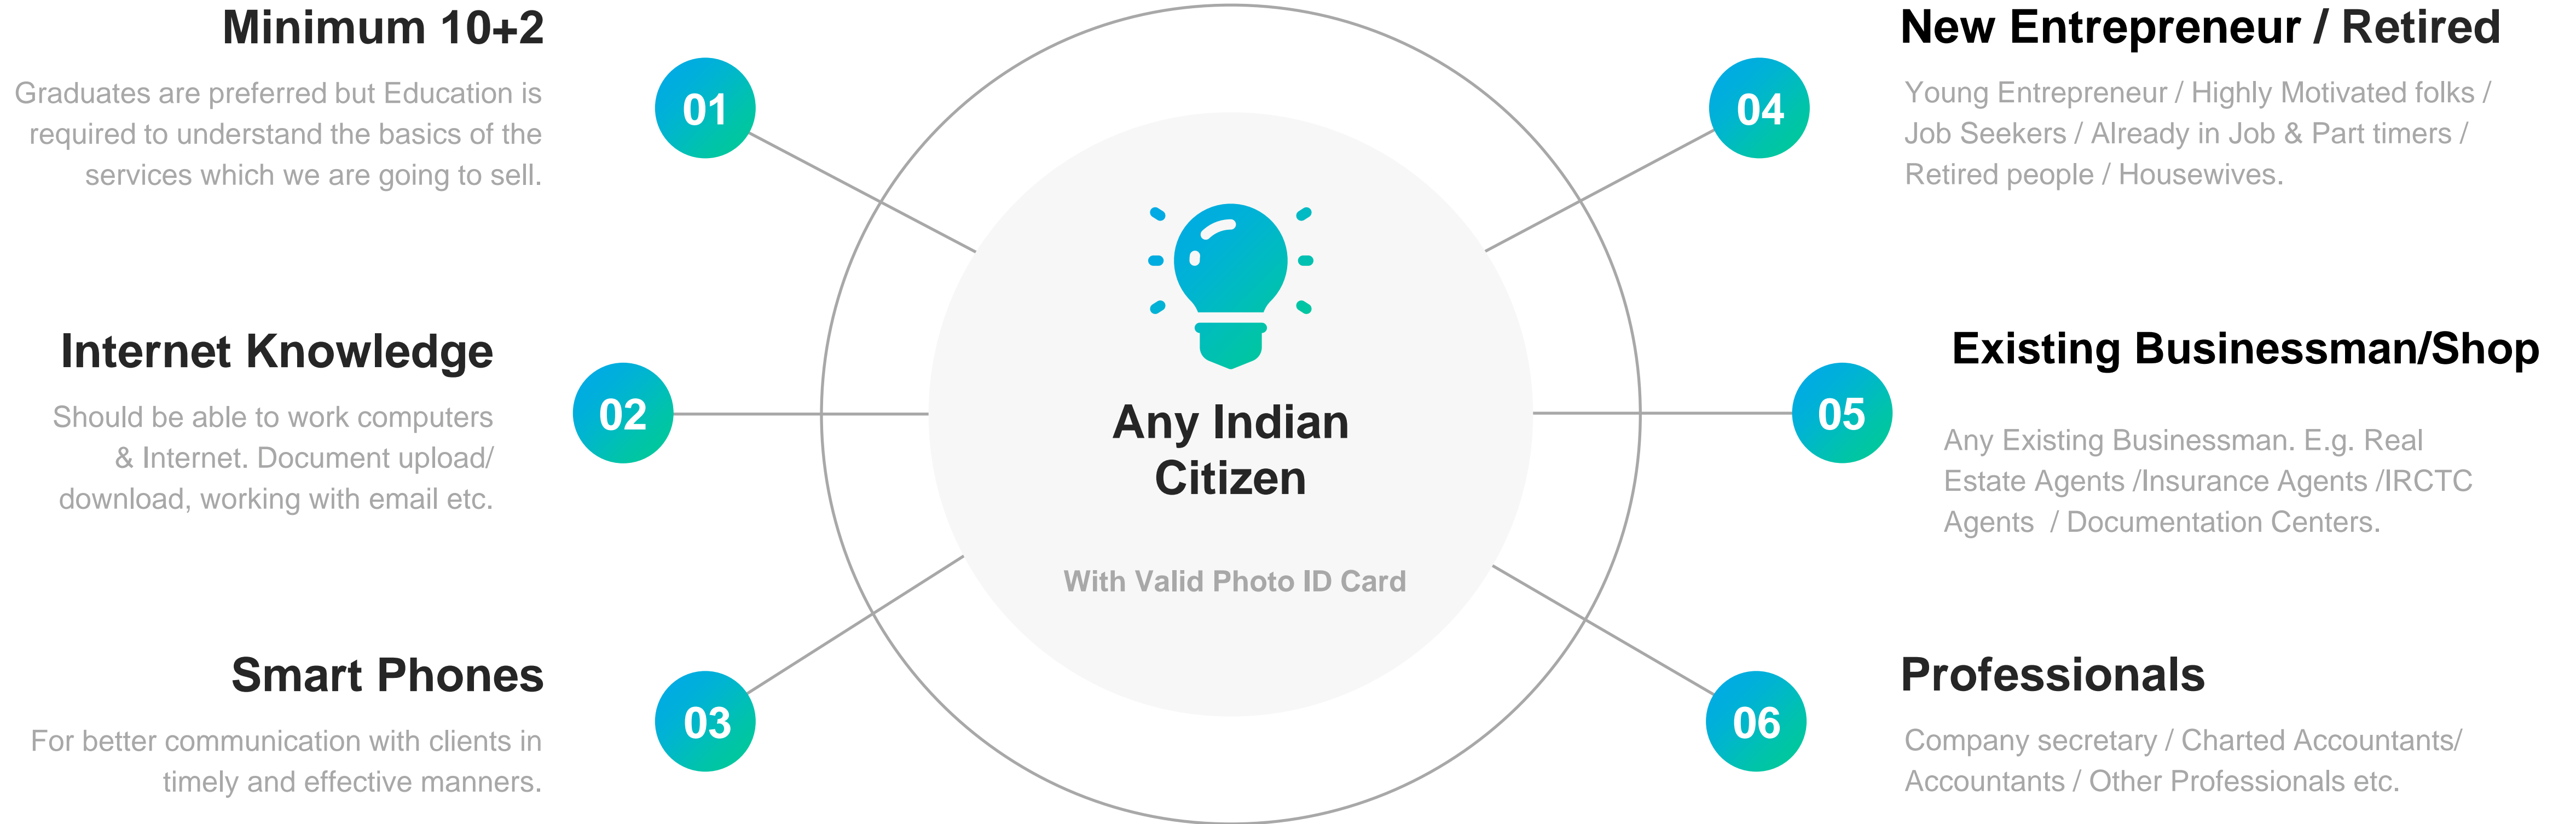 Minimum 10+2
Graduates are preferred but Education is
required to understand the basics of the
services which we are going to sell.
01
Internet Knowledge
Should be able to work computers
& Internet. Document upload/
download, working with email etc.
02
Smart Phones
For better communication with clients in
timely and effective manners.
03
Any Indian
Citizen
With Valid Photo ID Card
04
New Entrepreneur / Retired
Young Entrepreneur / Highly Motivated folks /
Job Seekers / Already in Job & Part timers /
Retired people / Housewives.
05
Existing Businessman/Shop
Any Existing Businessman. E.g. Real
Estate Agents /Insurance Agents /IRCTC
Agents / Documentation Centers.
06
Professionals
Company secretary / Charted Accountants/
Accountants / Other Professionals etc.